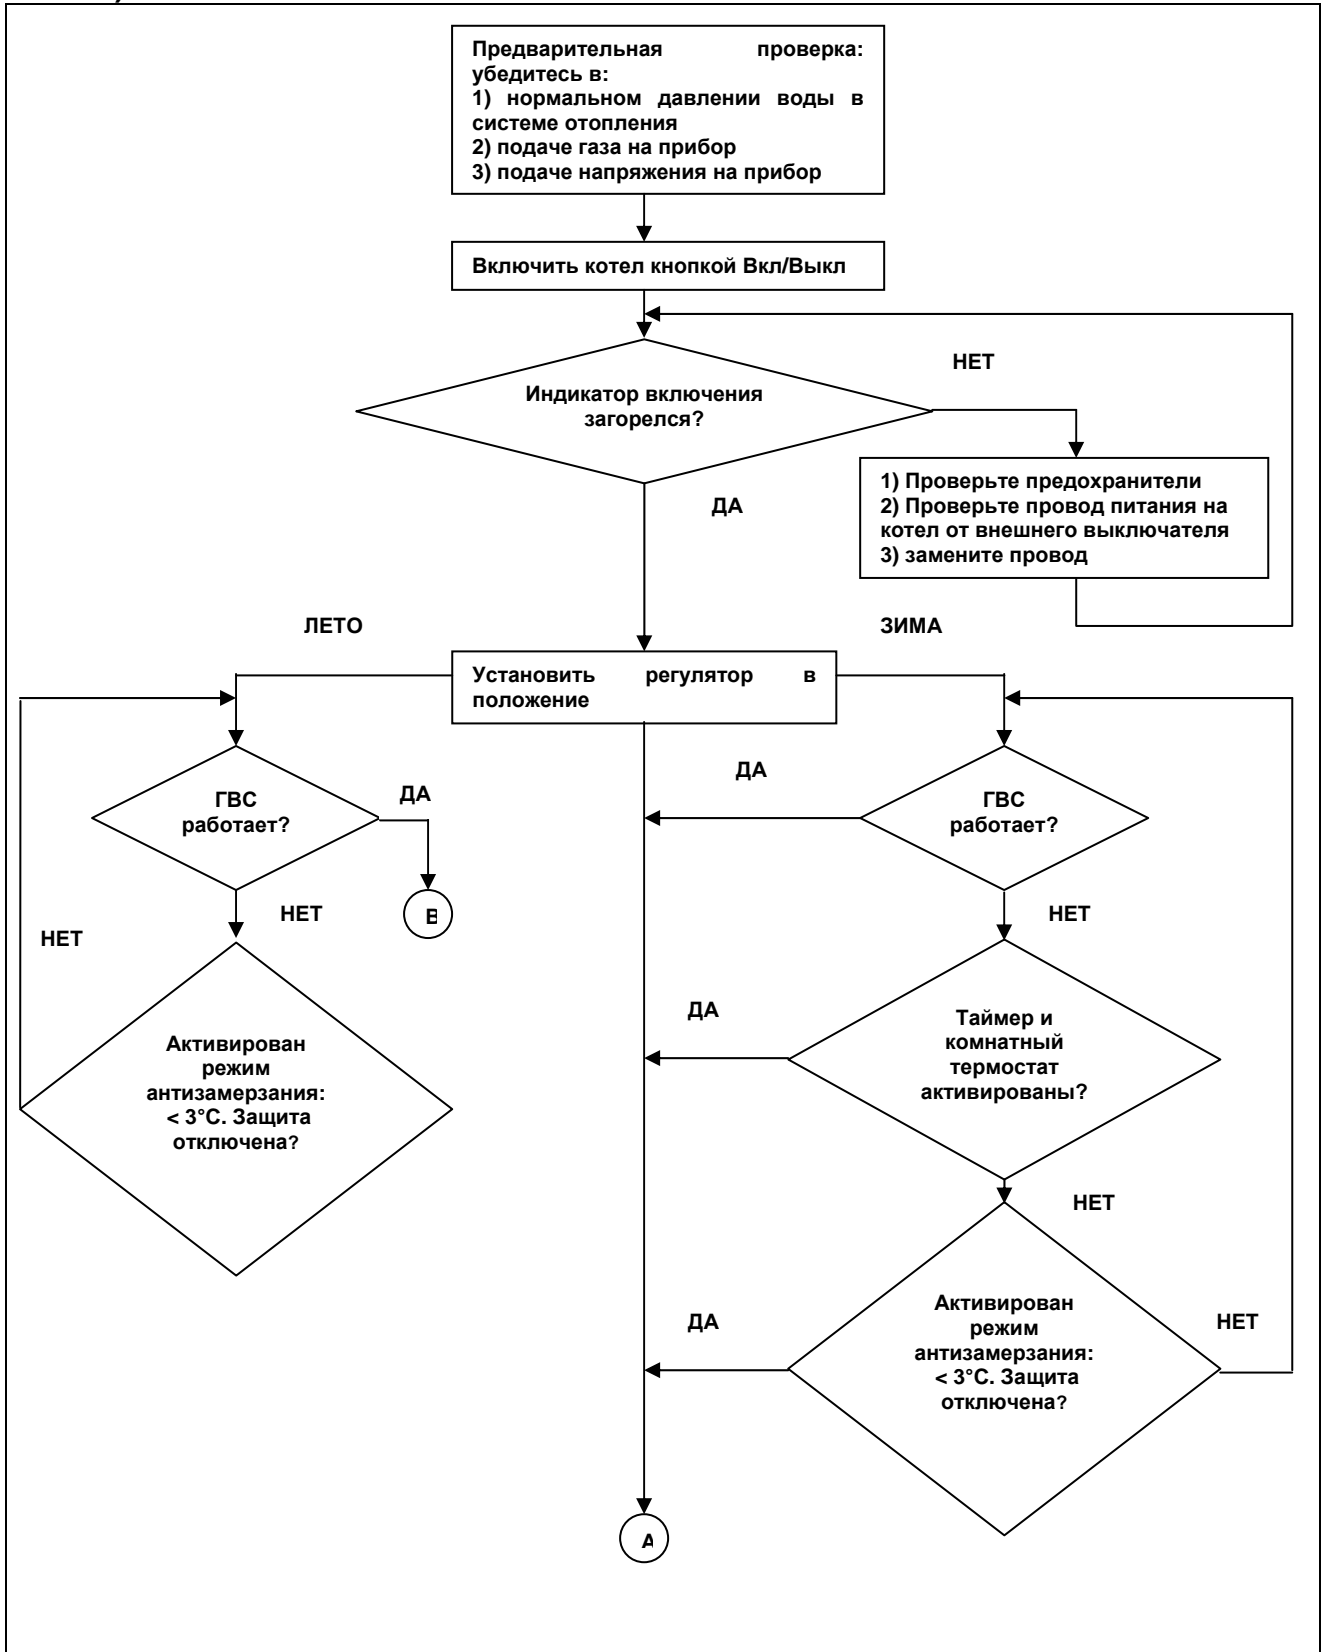 Предварительная проверка:
убедитесь в:
1) нормальном давлении воды в
системе отопления
2) подаче газа на прибор
3) подаче напряжения на прибор
Включить котел кнопкой Вкл/Выкл
НЕТ
Индикатор включения
загорелся?
ДА
1) Проверьте предохранители
2) Проверьте провод питания на
котел от внешнего выключателя
3) замените провод
ЛЕТО
ЗИМА
Установить регулятор в
положение
ГВС
работает?
ДА
В
НЕТ
НЕТ
Активирован
режим
антизамерзания:
< 3°С. Защита
отключена?
ДА
ГВС
работает?
НЕТ
ДА
Таймер и
комнатный
термостат
активированы?
НЕТ
ДА
Активирован
режим
антизамерзания:
< 3°С. Защита
отключена?
НЕТ
А